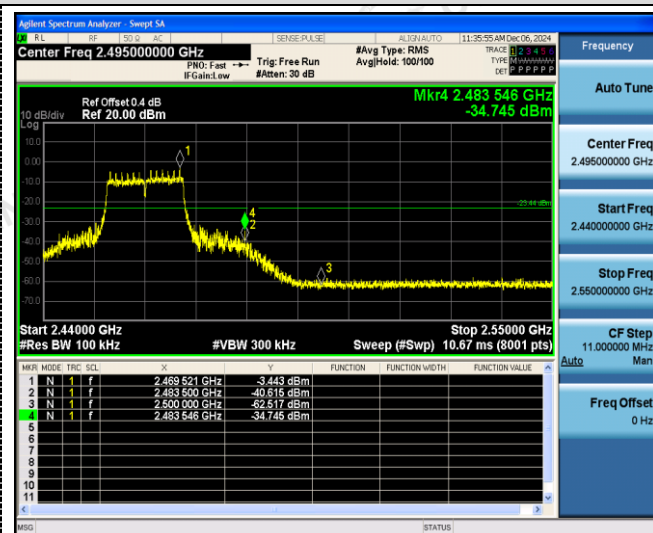 Agilent Spectrum Analyzer - Swept SA
RL RF 50 Ω AC SENSE:PULSE ALIGN AUTO 11:35:55 AM Dec 06, 2024
Center Freq 2.495000000 GHz
PNO: Fast
IFGain:Low
Trig: Free Run
#Atten: 30 dB
#Avg Type: RMS
Avg|Hold: 100/100
TRACE 1 2 3 4 5 6
TYPE M
DET P P P P P P
Ref Offset 0.4 dB
10 dB/div Ref 20.00 dBm
Log
Mkr4 2.483 546 GHz
-34.745 dBm
10.0
0.00
-10.0
-20.0
-30.0
-40.0
-50.0
-60.0
-70.0
1
4
2
3
-23.44 dBm
Start 2.44000 GHz Stop 2.55000 GHz
#Res BW 100 kHz #VBW 300 kHz Sweep (#Swp) 10.67 ms (8001 pts)
MKR MODE TRC SCL X Y FUNCTION FUNCTION WIDTH FUNCTION VALUE
1 N 1 f 2.469 521 GHz -3.443 dBm
2 N 1 f 2.483 500 GHz -40.615 dBm
3 N 1 f 2.500 000 GHz -62.517 dBm
4 N 1 f 2.483 546 GHz -34.745 dBm
5
6
7
8
9
10
11
MSG STATUS
Frequency
Auto Tune
Center Freq
2.495000000 GHz
Start Freq
2.440000000 GHz
Stop Freq
2.550000000 GHz
CF Step
11.000000 MHz
Auto Man
Freq Offset
0 Hz